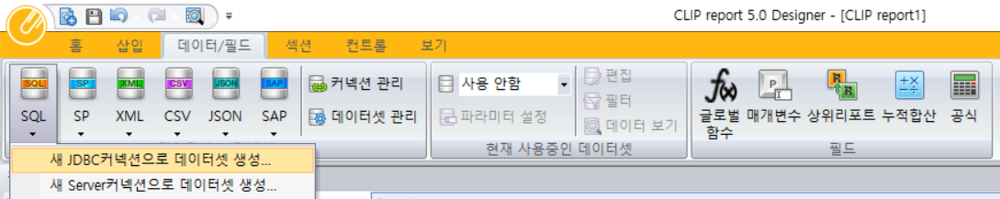 CLIP report 5.0 Designer - [CLIP report1]
홈 삽입 데이터/필드 섹션 컨트롤 보기
SQL SP XML CSV JSON SAP
SQL SP XML CSV JSON SAP
커넥션 관리
데이터셋 관리
사용 안함
파라미터 설정
편집
필터
데이터 보기
현재 사용중인 데이터셋
글로벌 함수 매개변수 상위리포트 누적합산 공식
필드
새 JDBC커넥션으로 데이터셋 생성...
새 Server커넥션으로 데이터셋 생성...